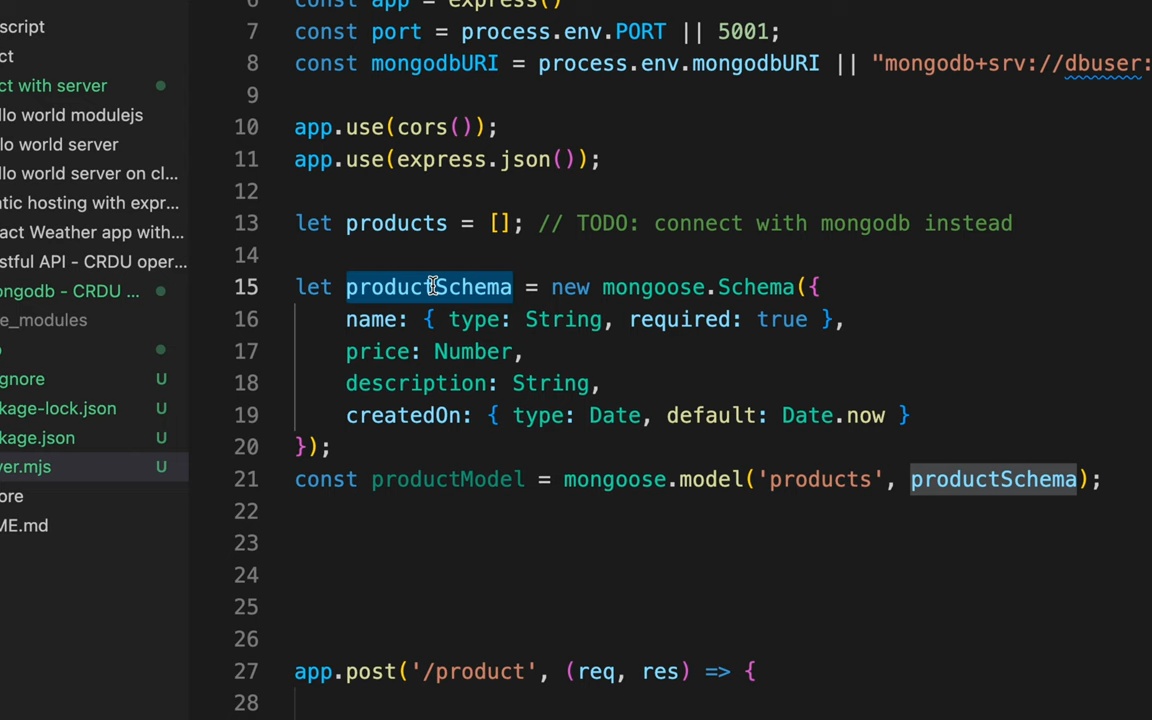 script
ct
ct with server
llo world modulejs
llo world server
llo world server on cl...
tic hosting with expr...
act Weather app with...
stful API - CRDU oper...
ongodb - CRDU ...
e_modules
gnore U
kage-lock.json U
kage.json U
ver.mjs U
ore
ME.md
6 const app = express()
7 const port = process.env.PORT || 5001;
8 const mongodbURI = process.env.mongodbURI || "mongodb+srv://dbuser:
9
10 app.use(cors());
11 app.use(express.json());
12
13 let products = []; // TODO: connect with mongodb instead
14
15 let productSchema = new mongoose.Schema({
16 name: { type: String, required: true },
17 price: Number,
18 description: String,
19 createdOn: { type: Date, default: Date.now }
20 });
21 const productModel = mongoose.model('products', productSchema);
22
23
24
25
26
27 app.post('/product', (req, res) => {
28